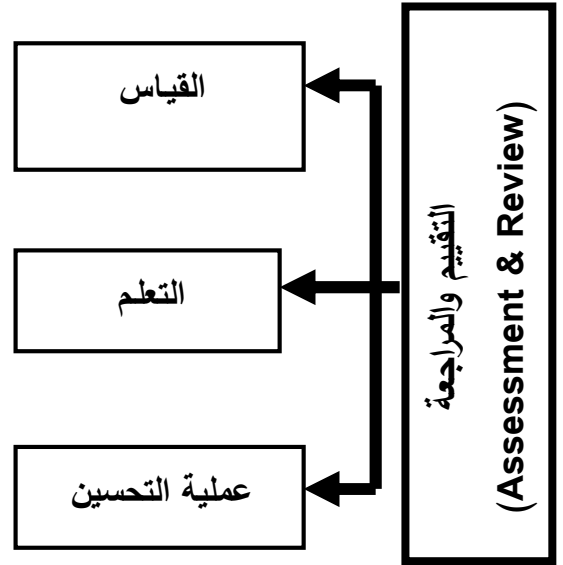 التقييم والمراجعة
(Assessment & Review)
القياس
التعلم
عملية التحسين